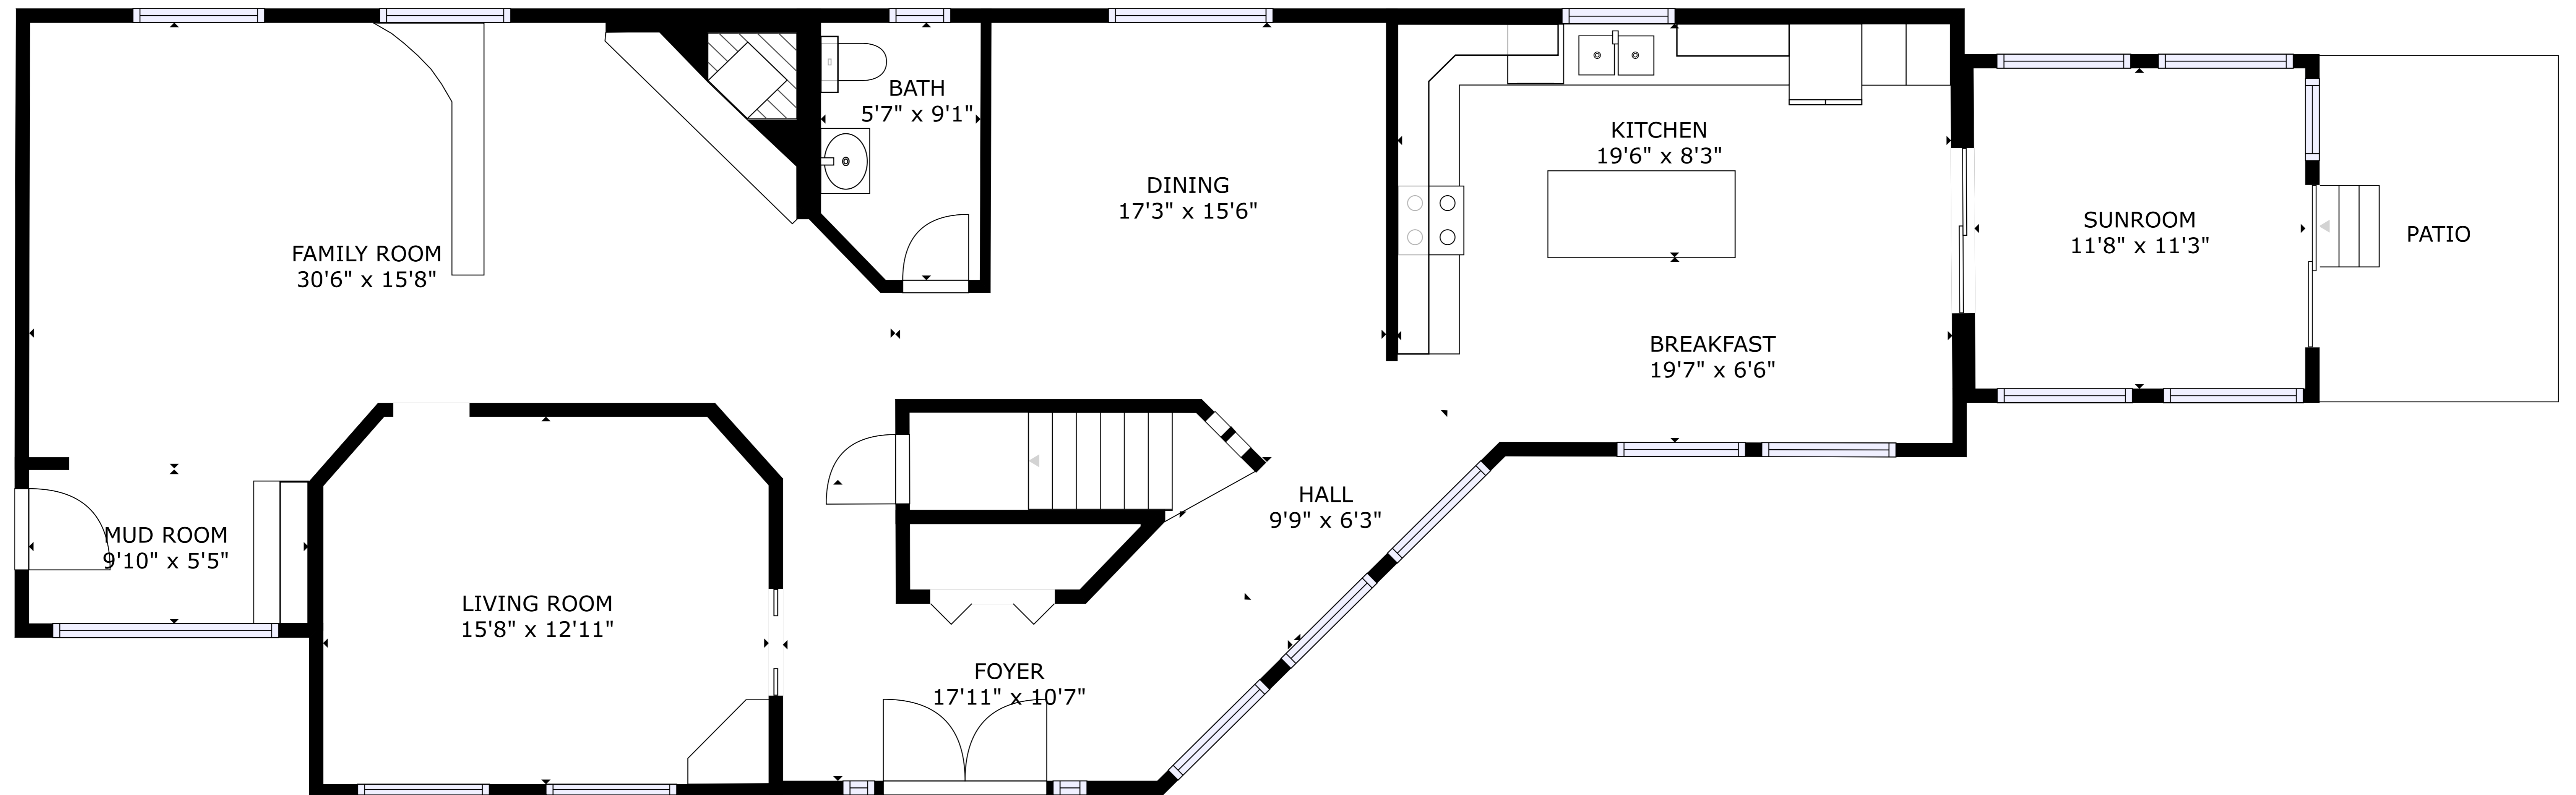 BATH
5'7" x 9'1"
KITCHEN
19'6" x 8'3"
DINING
17'3" x 15'6"
SUNROOM
11'8" x 11'3"
PATIO
FAMILY ROOM
30'6" x 15'8"
BREAKFAST
19'7" x 6'6"
HALL
9'9" x 6'3"
MUD ROOM
9'10" x 5'5"
LIVING ROOM
15'8" x 12'11"
FOYER
17'11" x 10'7"